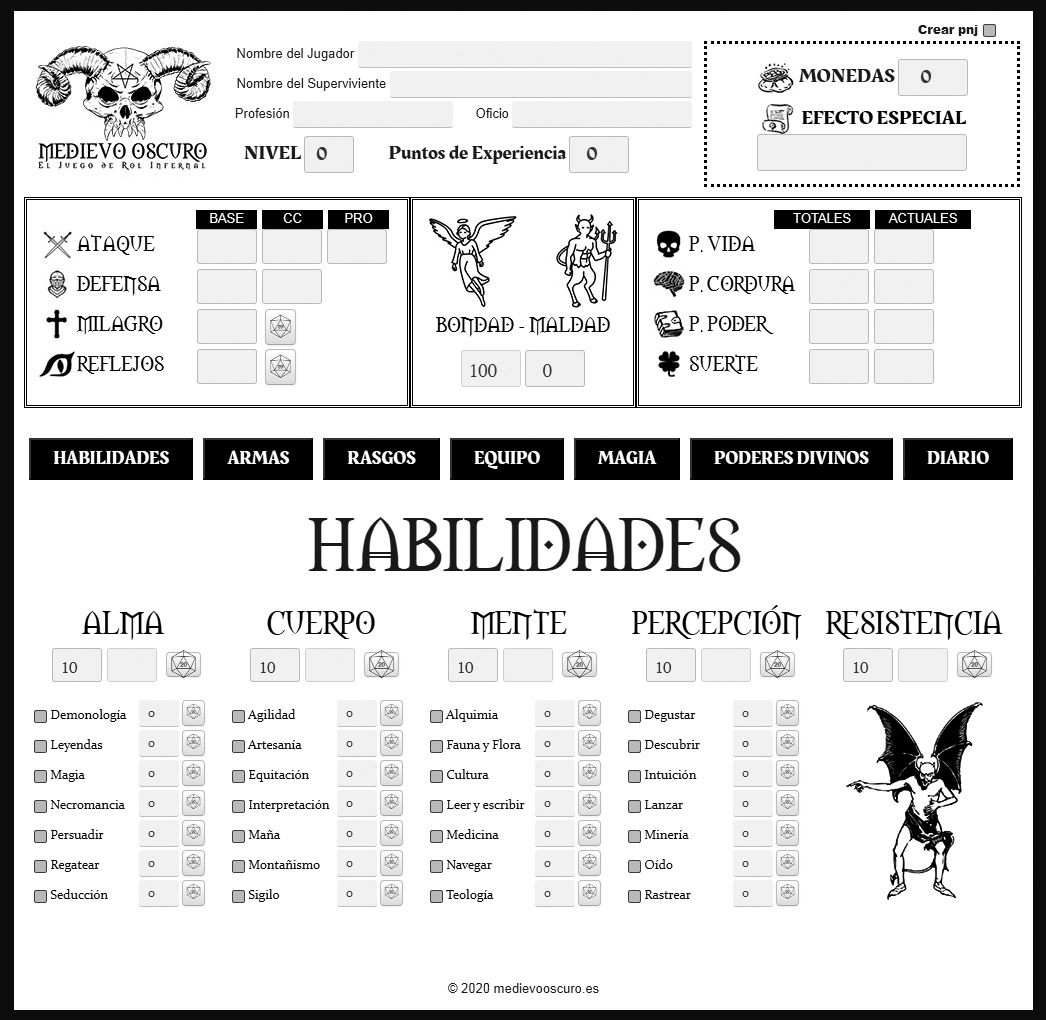 Crear pnj
MEDIEVO OSCURO
El Juego de Rol Infernal
Nombre del Jugador
Nombre del Superviviente
Profesión Oficio
NIVEL 0 Puntos de Experiencia 0
MONEDAS 0
EFECTO ESPECIAL
BASE CC PRO
ATAQUE
DEFENSA
MILAGRO
REFLEJOS
BONDAD - MALDAD
100 0
TOTALES ACTUALES
P. VIDA
P. CORDURA
P. PODER
SUERTE
HABILIDADES ARMAS RASGOS EQUIPO MAGIA PODERES DIVINOS DIARIO
HABILIDADES
ALMA CUERPO MENTE PERCEPCIÓN RESISTENCIA
10 10 10 10 10
Demonología 0 Agilidad 0 Alquimia 0 Degustar 0
Leyendas 0 Artesanía 0 Fauna y Flora 0 Descubrir 0
Magia 0 Equitación 0 Cultura 0 Intuición 0
Necromancia 0 Interpretación 0 Leer y escribir 0 Lanzar 0
Persuadir 0 Maña 0 Medicina 0 Minería 0
Regatear 0 Montañismo 0 Navegar 0 Oído 0
Seducción 0 Sigilo 0 Teología 0 Rastrear 0
© 2020 medievooscuro.es